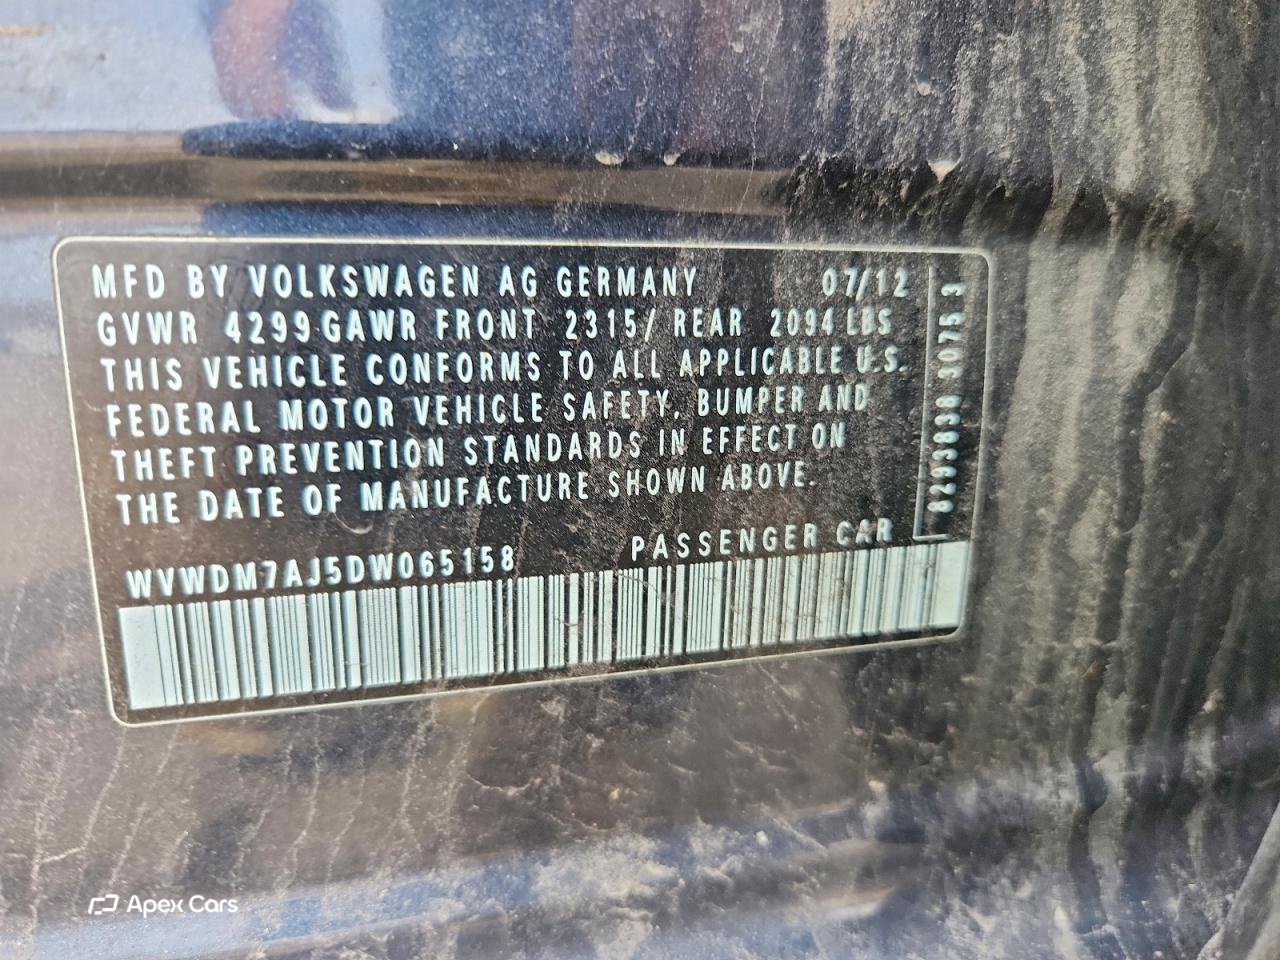 MFD BY VOLKSWAGEN AG GERMANY 07/12
GVWR 4299 GAWR FRONT 2315/ REAR 2094 LBS
THIS VEHICLE CONFORMS TO ALL APPLICABLE U.S.
FEDERAL MOTOR VEHICLE SAFETY, BUMPER AND
THEFT PREVENTION STANDARDS IN EFFECT ON
THE DATE OF MANUFACTURE SHOWN ABOVE.
WVWDM7AJ5DW065158 PASSENGER CAR
Apex Cars